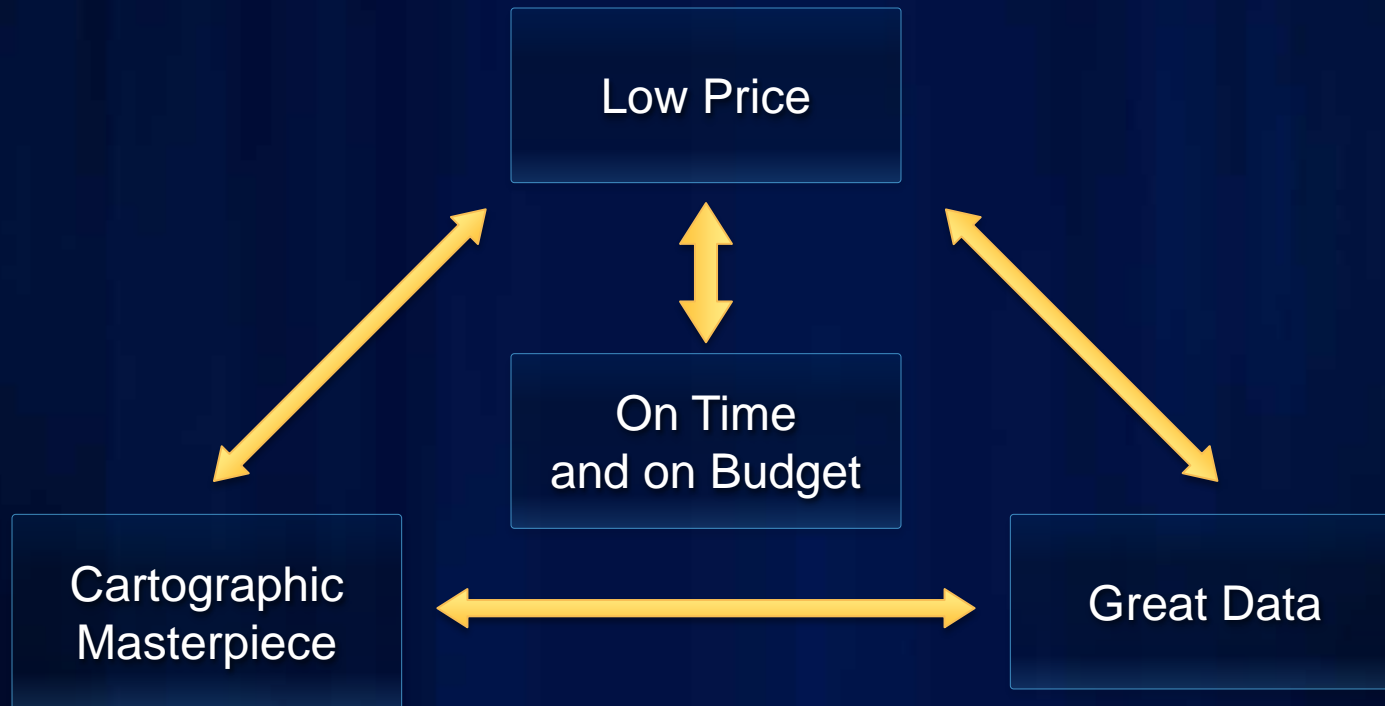 Low Price
On Time
and on Budget
Cartographic
Masterpiece
Great Data